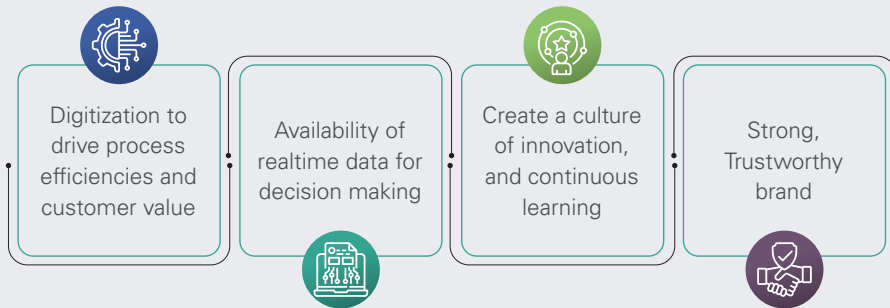 Digitization to
drive process
efficiencies and
customer value
Availability of
realtime data for
decision making
Create a culture
of innovation,
and continuous
learning
Strong,
Trustworthy
brand